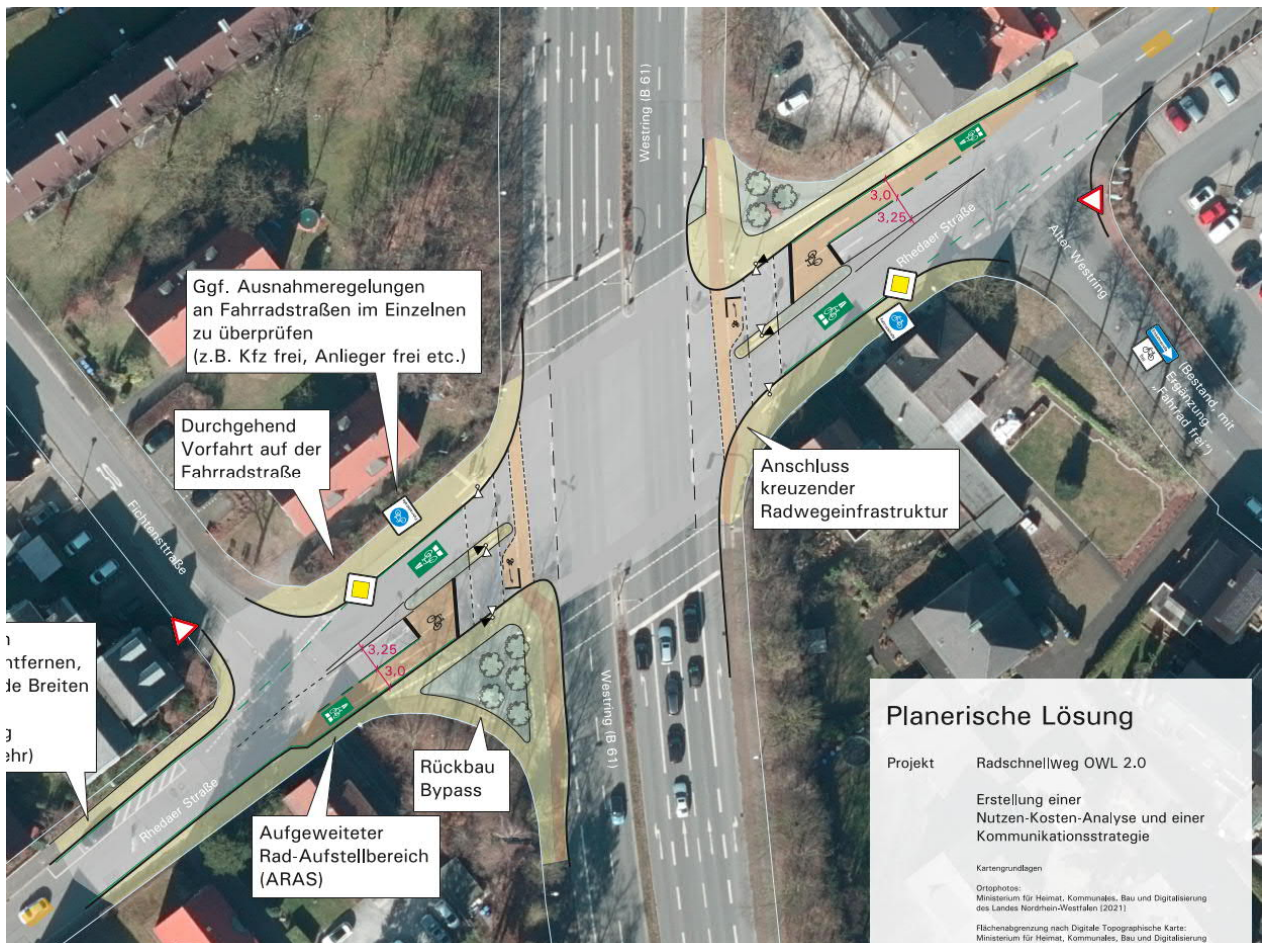 Westring (B 61)
3,0
3,25
Rhedaer Straße
Alter Westring
Ggf. Ausnahmeregelungen
an Fahrradstraßen im Einzelnen
zu überprüfen
(z.B. Kfz frei, Anlieger frei etc.)
Durchgehend
Vorfahrt auf der
Fahrradstraße
(Bestand, mit
Ergänzung
„Fahrrad frei“)
Anschluss
kreuzender
Radwegeinfrastruktur
Fichtensttraße
ntfernen,
de Breiten
g
ehr)
3,25
3,0
Westring (B 61)
Rückbau
Bypass
Rhedaer Straße
Aufgeweiteter
Rad-Aufstellbereich
(ARAS)
Planerische Lösung
Projekt Radschnellweg OWL 2.0
Erstellung einer
Nutzen-Kosten-Analyse und einer
Kommunikationsstrategie
Kartengrundlagen
Ortophotos:
Ministerium für Heimat, Kommunales, Bau und Digitalisierung
des Landes Nordrhein-Westfalen (2021)
Flächenabgrenzung nach Digitale Topographische Karte:
Ministerium für Heimat, Kommunales, Bau und Digitalisierung